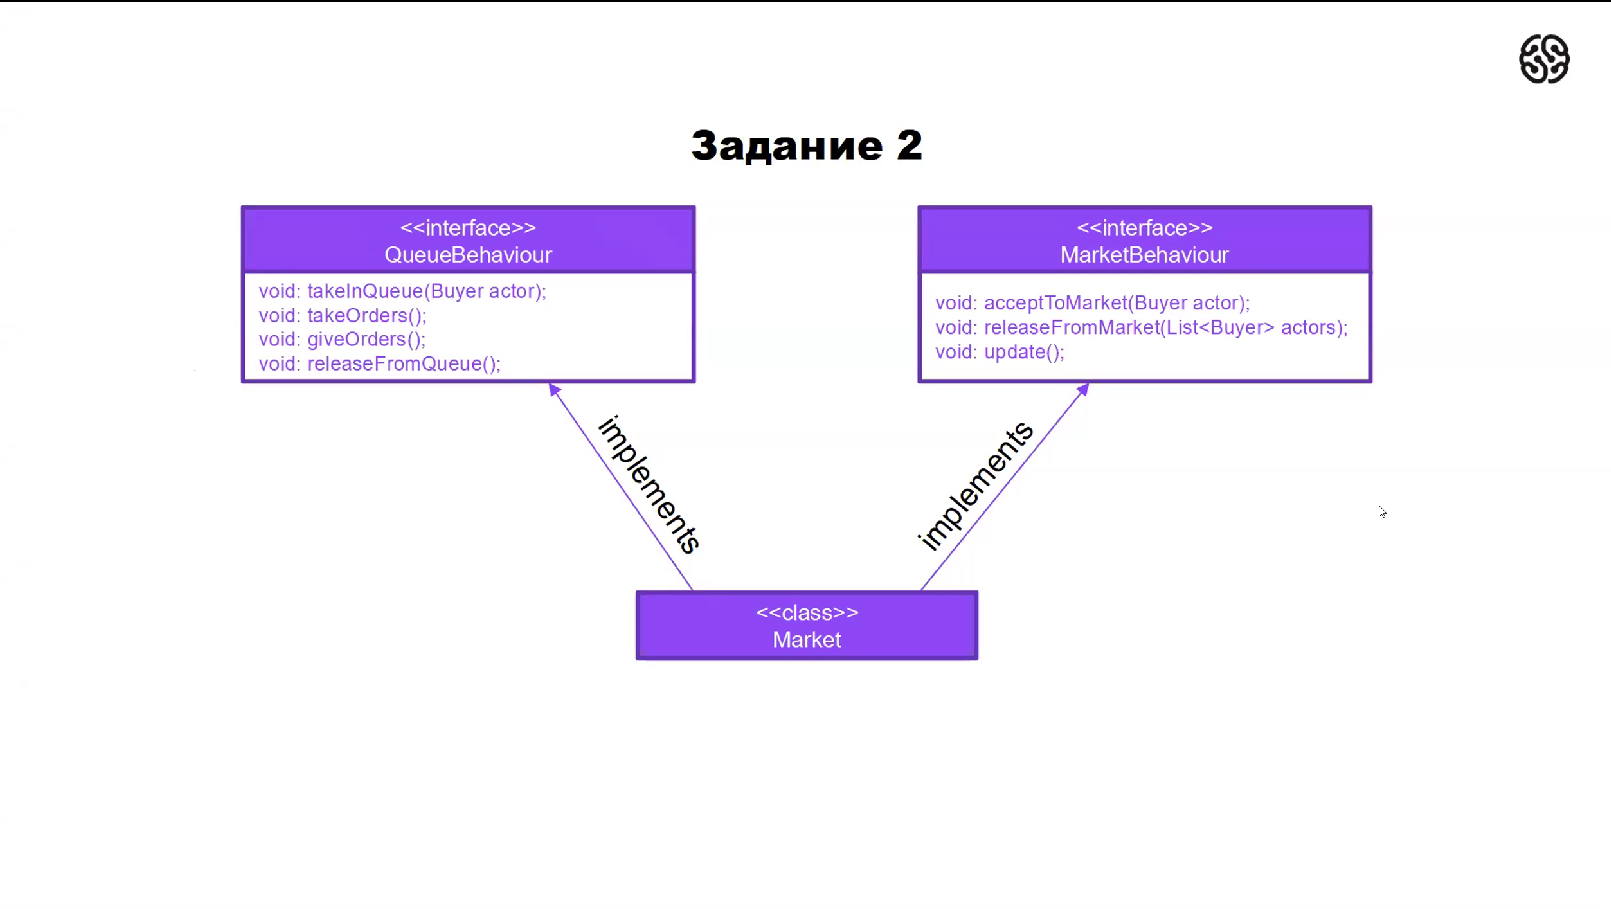 Задание 2
<<interface>>
QueueBehaviour
void: takeInQueue(Buyer actor);
void: takeOrders();
void: giveOrders();
void: releaseFromQueue();
<<interface>>
MarketBehaviour
void: acceptToMarket(Buyer actor);
void: releaseFromMarket(List<Buyer> actors);
void: update();
implements
implements
<<class>>
Market